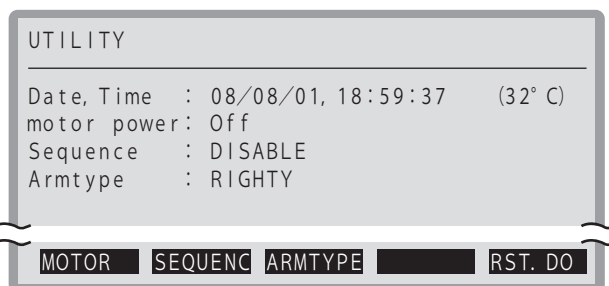 UTILITY
Date,Time : 08/08/01,18:59:37 (32°C)
motor power: Off
Sequence : DISABLE
Armtype : RIGHTY
MOTOR SEQUENC ARMTYPE RST. DO